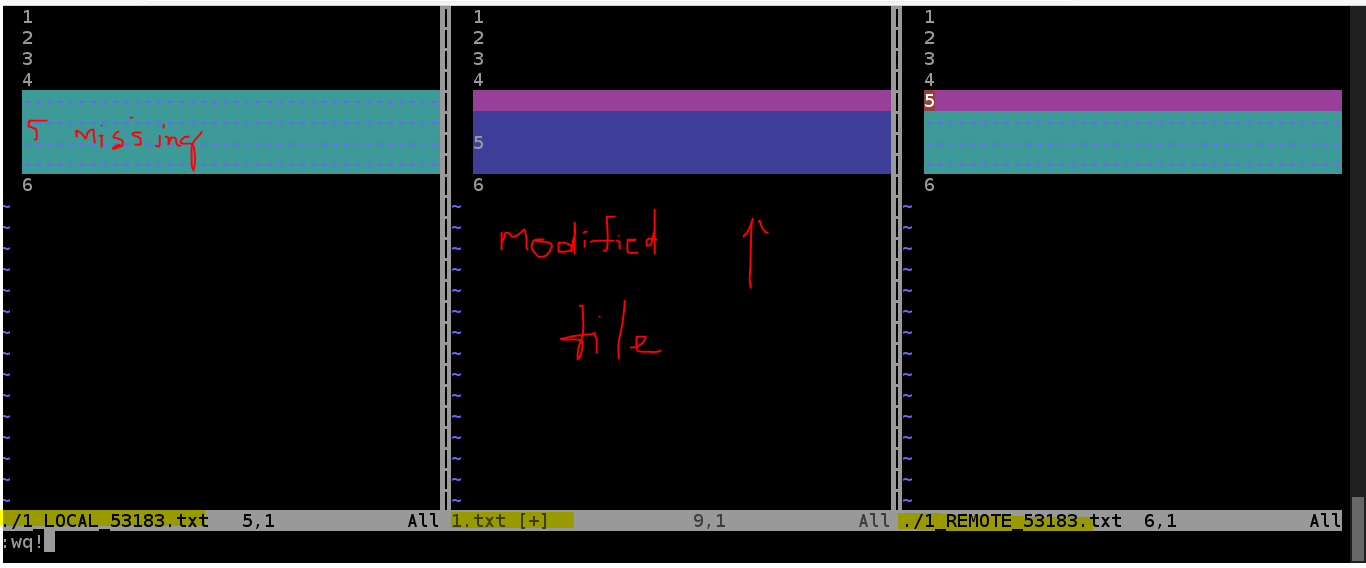 1 1 1
2 2 2
3 3 3
4 4 4
5
5 Missing 5
6 6 6
~ ~ ~
~ ~ ~
Modified
~ ~ ~
~ ~ ~
~ ~ ~
~ ~ ~
file
~ ~ ~
~ ~ ~
~ ~ ~
~ ~ ~
~ ~ ~
~ ~ ~
~ ~ ~
~ ~ ~
~ ~ ~
./1_LOCAL_53183.txt 5,1 All 1.txt [+] 9,1 All ./1_REMOTE_53183.txt 6,1 All
:wq!